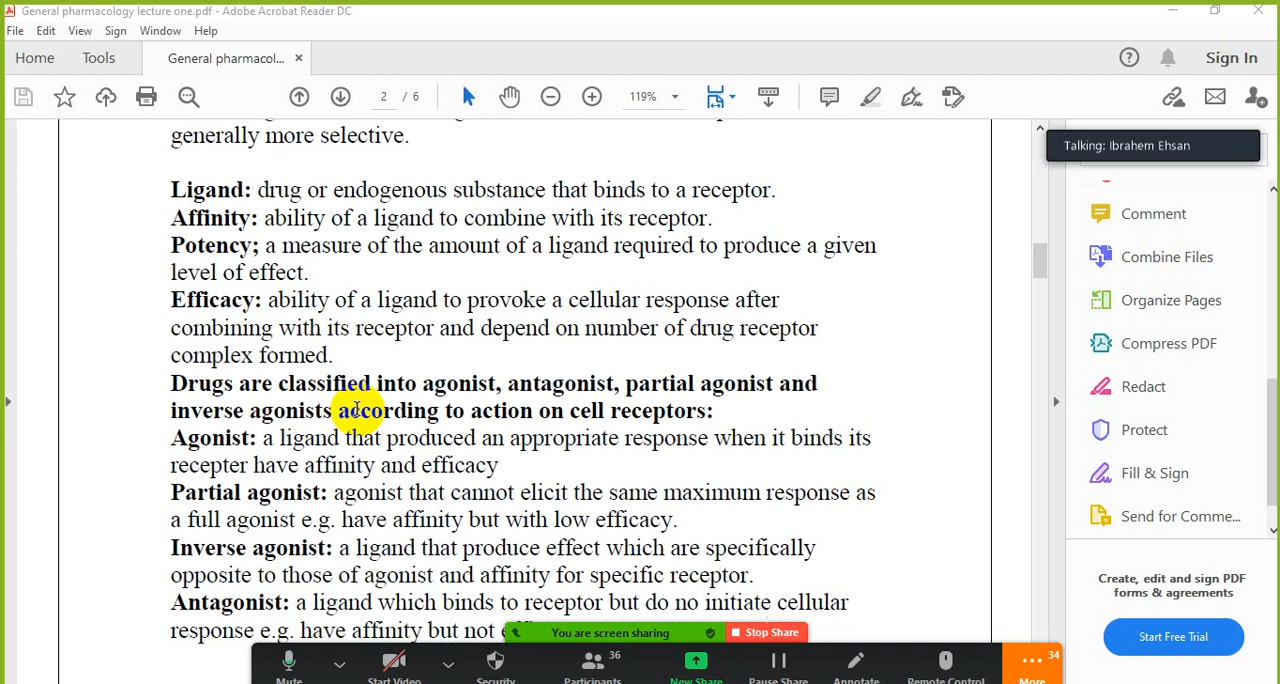 General pharmacology lecture one.pdf - Adobe Acrobat Reader DC
File Edit View Sign Window Help
Home Tools General pharmacol... × Sign In
2 / 6 119%
generally more selective.
Talking: Ibrahem Ehsan
Ligand: drug or endogenous substance that binds to a receptor.
Affinity: ability of a ligand to combine with its receptor.
Potency; a measure of the amount of a ligand required to produce a given
level of effect.
Efficacy: ability of a ligand to provoke a cellular response after
combining with its receptor and depend on number of drug receptor
complex formed.
Drugs are classified into agonist, antagonist, partial agonist and
inverse agonists according to action on cell receptors:
Agonist: a ligand that produced an appropriate response when it binds its
recepter have affinity and efficacy
Partial agonist: agonist that cannot elicit the same maximum response as
a full agonist e.g. have affinity but with low efficacy.
Inverse agonist: a ligand that produce effect which are specifically
opposite to those of agonist and affinity for specific receptor.
Antagonist: a ligand which binds to receptor but do no initiate cellular
response e.g. have affinity but not
Comment
Combine Files
Organize Pages
Compress PDF
Redact
Protect
Fill & Sign
Send for Comme...
Create, edit and sign PDF
forms & agreements
Start Free Trial
You are screen sharing Stop Share
36 34
Mute Start Video Security Participants New Share Pause Share Annotate Remote Control More